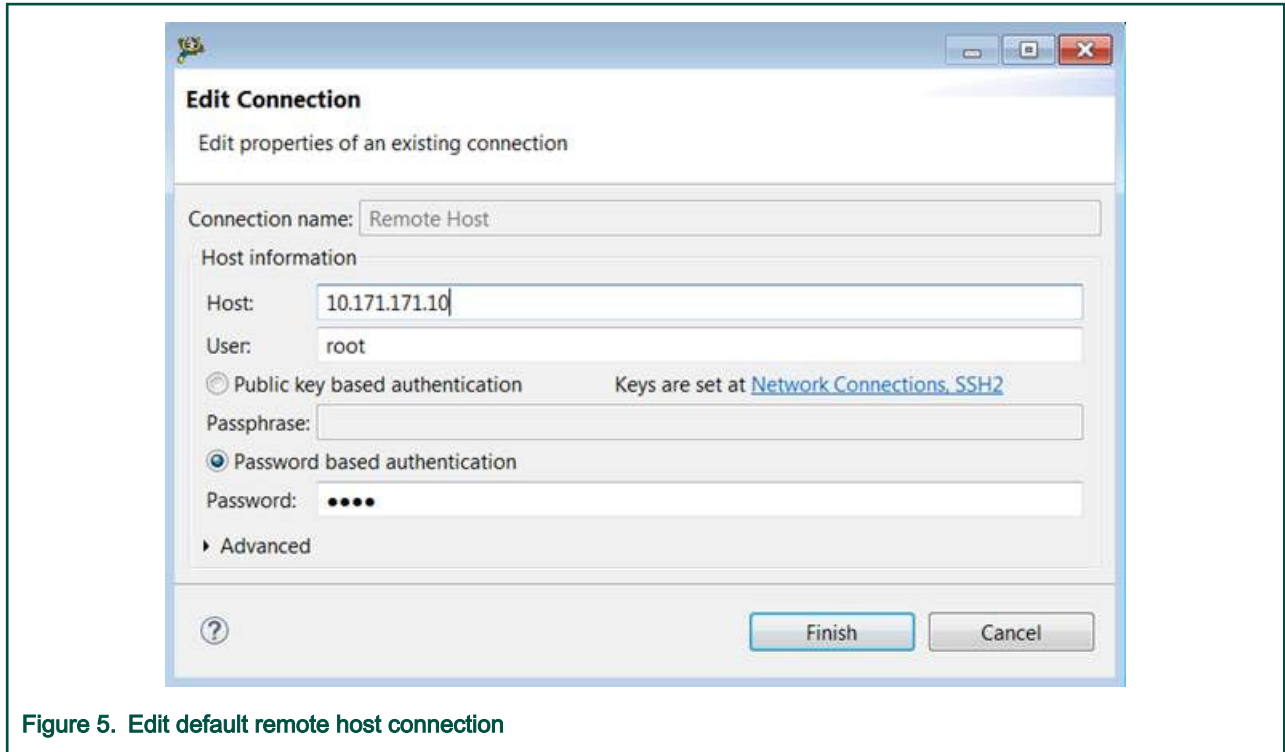 Edit Connection
Edit properties of an existing connection
Connection name: Remote Host
Host information
Host: 10.171.171.10
User: root
Public key based authentication Keys are set at Network Connections, SSH2
Passphrase:
Password based authentication
Password: ●●●●
Advanced
Finish Cancel
Figure 5. Edit default remote host connection